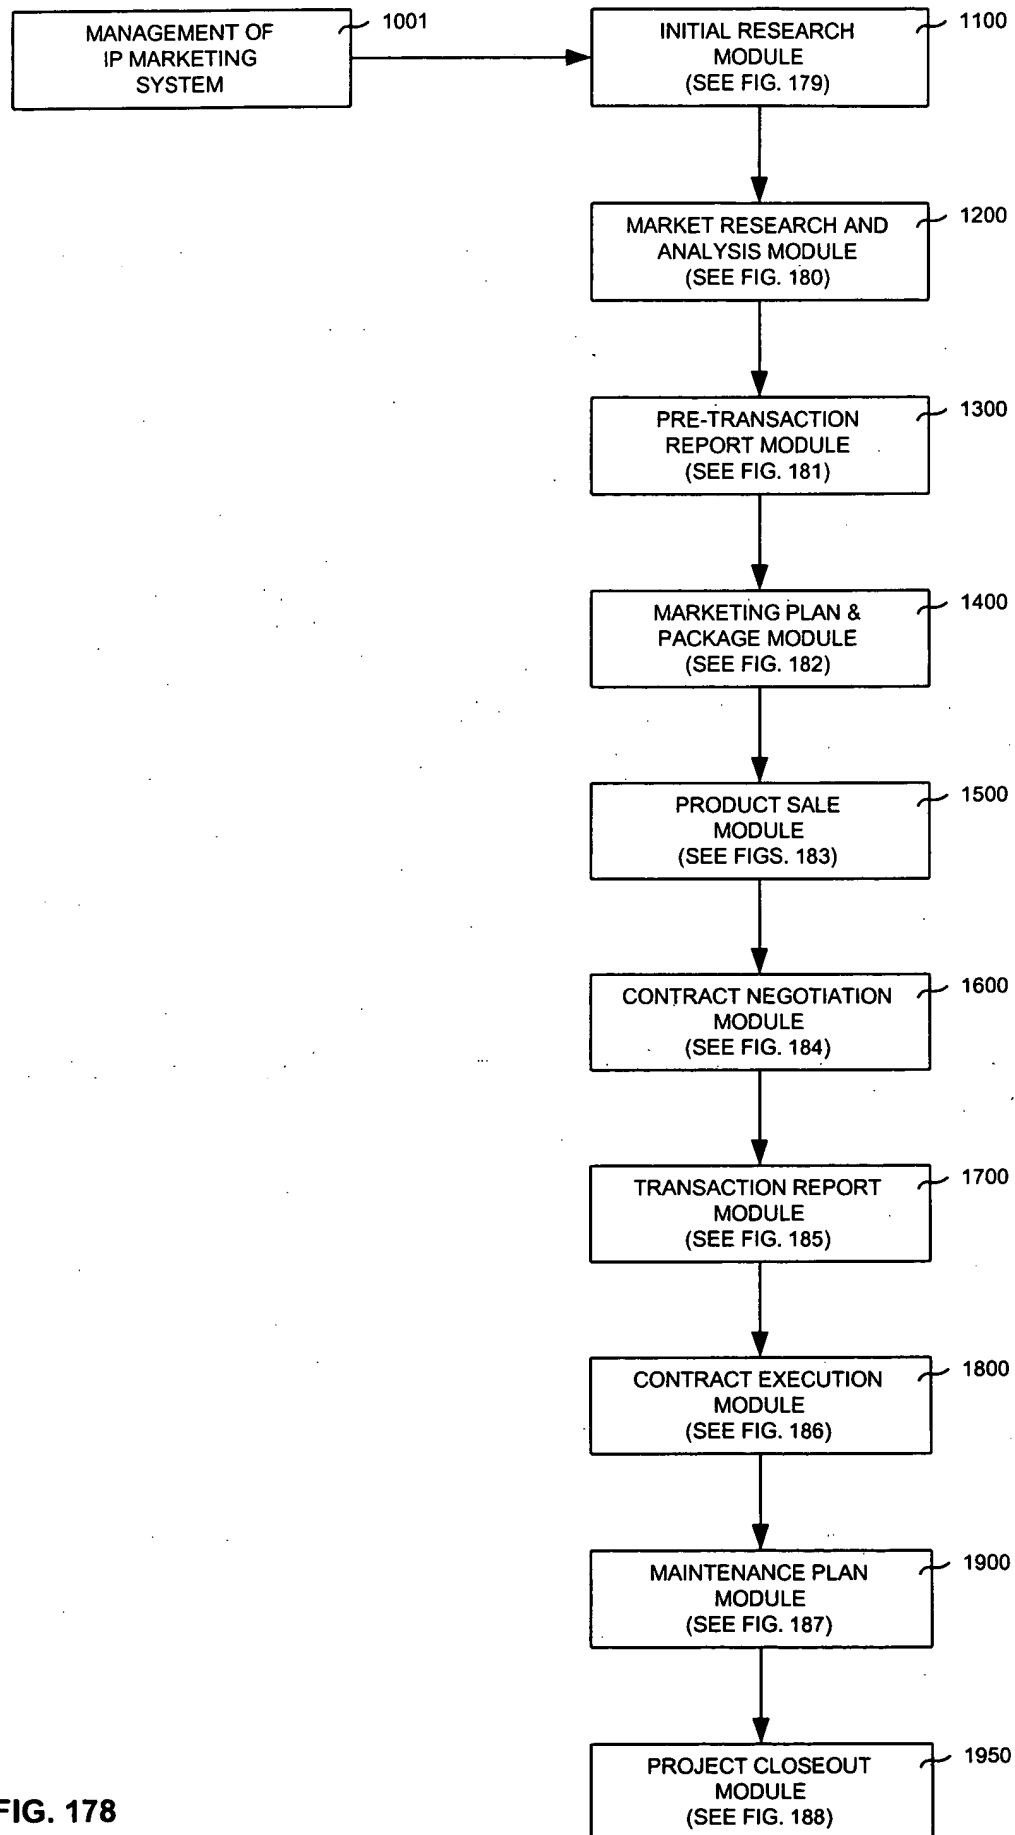 MANAGEMENT OF
IP MARKETING
SYSTEM
1001
INITIAL RESEARCH
MODULE
(SEE FIG. 179)
1100
MARKET RESEARCH AND
ANALYSIS MODULE
(SEE FIG. 180)
1200
PRE-TRANSACTION
REPORT MODULE
(SEE FIG. 181)
1300
MARKETING PLAN &
PACKAGE MODULE
(SEE FIG. 182)
1400
PRODUCT SALE
MODULE
(SEE FIGS. 183)
1500
CONTRACT NEGOTIATION
MODULE
(SEE FIG. 184)
1600
TRANSACTION REPORT
MODULE
(SEE FIG. 185)
1700
CONTRACT EXECUTION
MODULE
(SEE FIG. 186)
1800
MAINTENANCE PLAN
MODULE
(SEE FIG. 187)
1900
PROJECT CLOSEOUT
MODULE
(SEE FIG. 188)
1950
FIG. 178